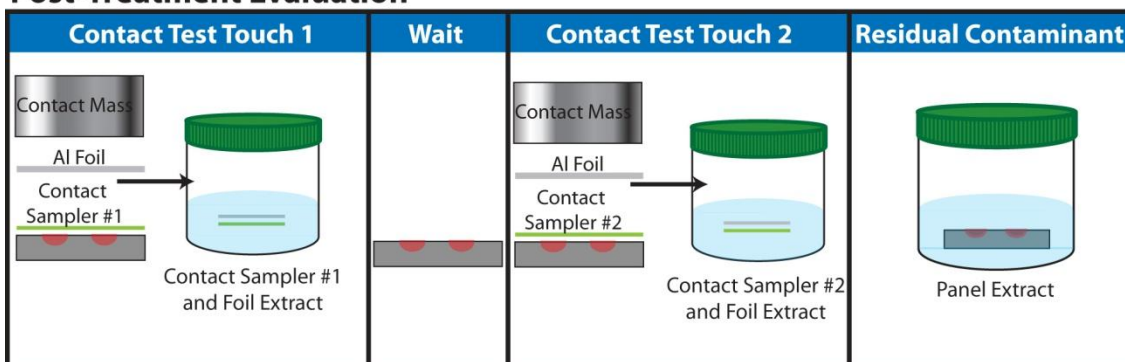 Post-Treatment Evaluation
Contact Test Touch 1
Wait
Contact Test Touch 2
Residual Contaminant
Contact Mass
Al Foil
Contact
Sampler #1
Contact Sampler #1
and Foil Extract
Contact Mass
Al Foil
Contact
Sampler #2
Contact Sampler #2
and Foil Extract
Panel Extract